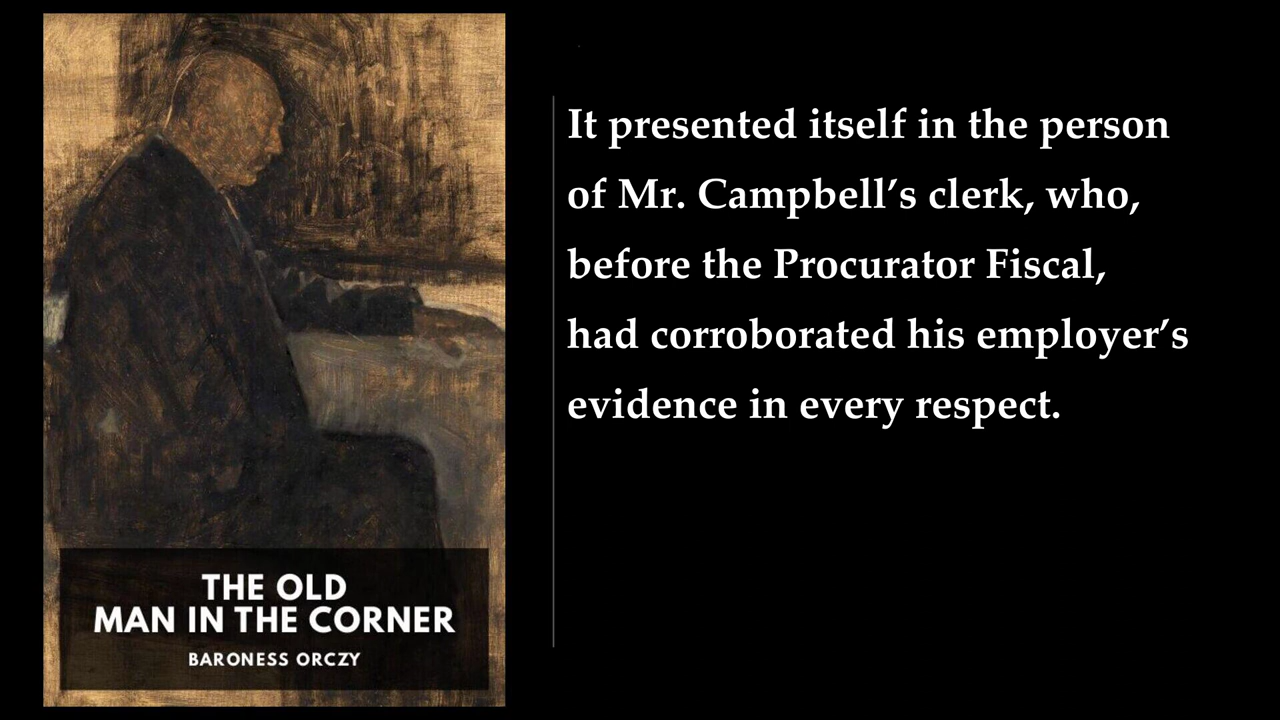 THE OLD
MAN IN THE CORNER
BARONESS ORCZY
It presented itself in the person
of Mr. Campbell’s clerk, who,
before the Procurator Fiscal,
had corroborated his employer’s
evidence in every respect.